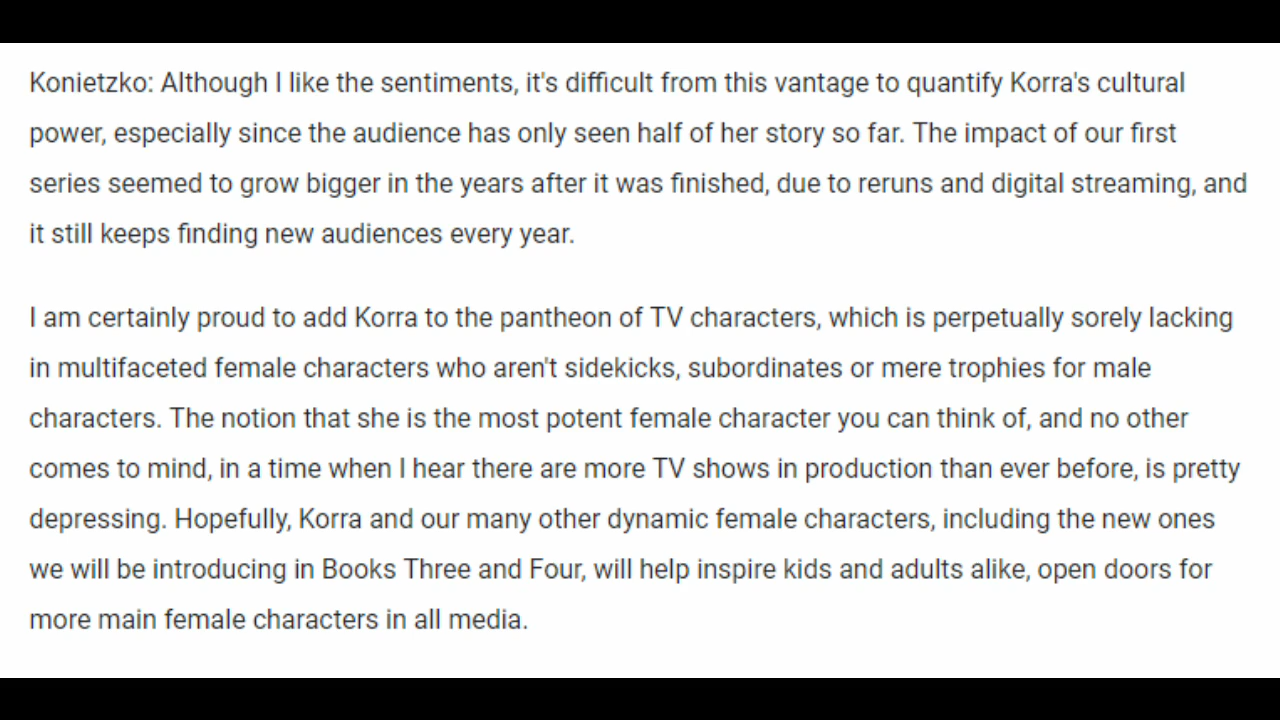 Konietzko: Although I like the sentiments, it's difficult from this vantage to quantify Korra's cultural
power, especially since the audience has only seen half of her story so far. The impact of our first
series seemed to grow bigger in the years after it was finished, due to reruns and digital streaming, and
it still keeps finding new audiences every year.
I am certainly proud to add Korra to the pantheon of TV characters, which is perpetually sorely lacking
in multifaceted female characters who aren't sidekicks, subordinates or mere trophies for male
characters. The notion that she is the most potent female character you can think of, and no other
comes to mind, in a time when I hear there are more TV shows in production than ever before, is pretty
depressing. Hopefully, Korra and our many other dynamic female characters, including the new ones
we will be introducing in Books Three and Four, will help inspire kids and adults alike, open doors for
more main female characters in all media.